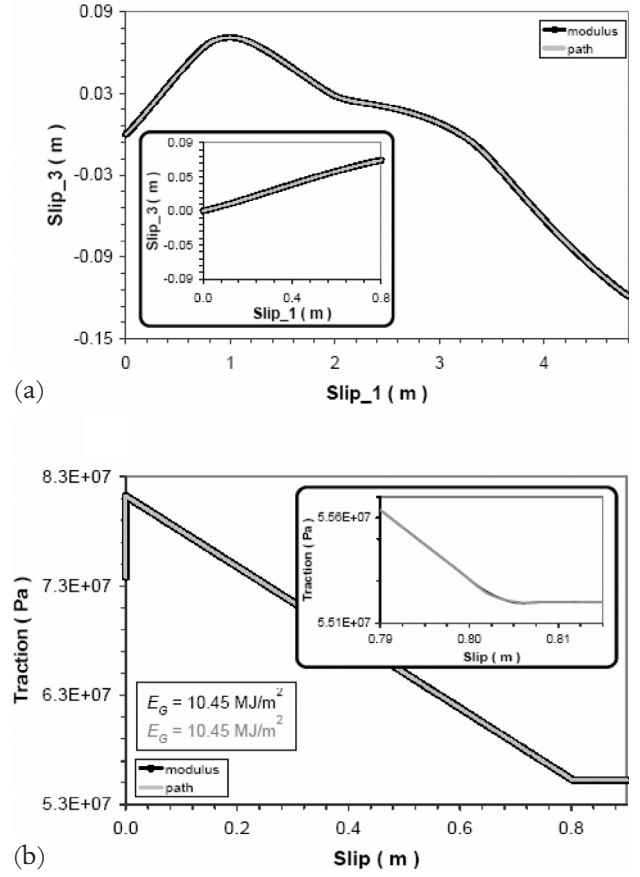 0.09
0.03
-0.03
-0.09
-0.15
Slip_3 ( m )
modulus
path
0.09
0.05
0.00
-0.05
-0.09
Slip_3 ( m )
0.0 0.4 0.8
Slip_1 ( m )
0 1 2 3 4
Slip_1 ( m )
(a)
8.3E+07
7.3E+07
6.3E+07
5.3E+07
Traction ( Pa )
5.56E+07
5.51E+07
Traction ( Pa )
0.79 0.80 0.81
Slip ( m )
EG = 10.45 MJ/m2
EG = 10.45 MJ/m2
modulus
path
0.0 0.2 0.4 0.6 0.8
Slip ( m )
(b)